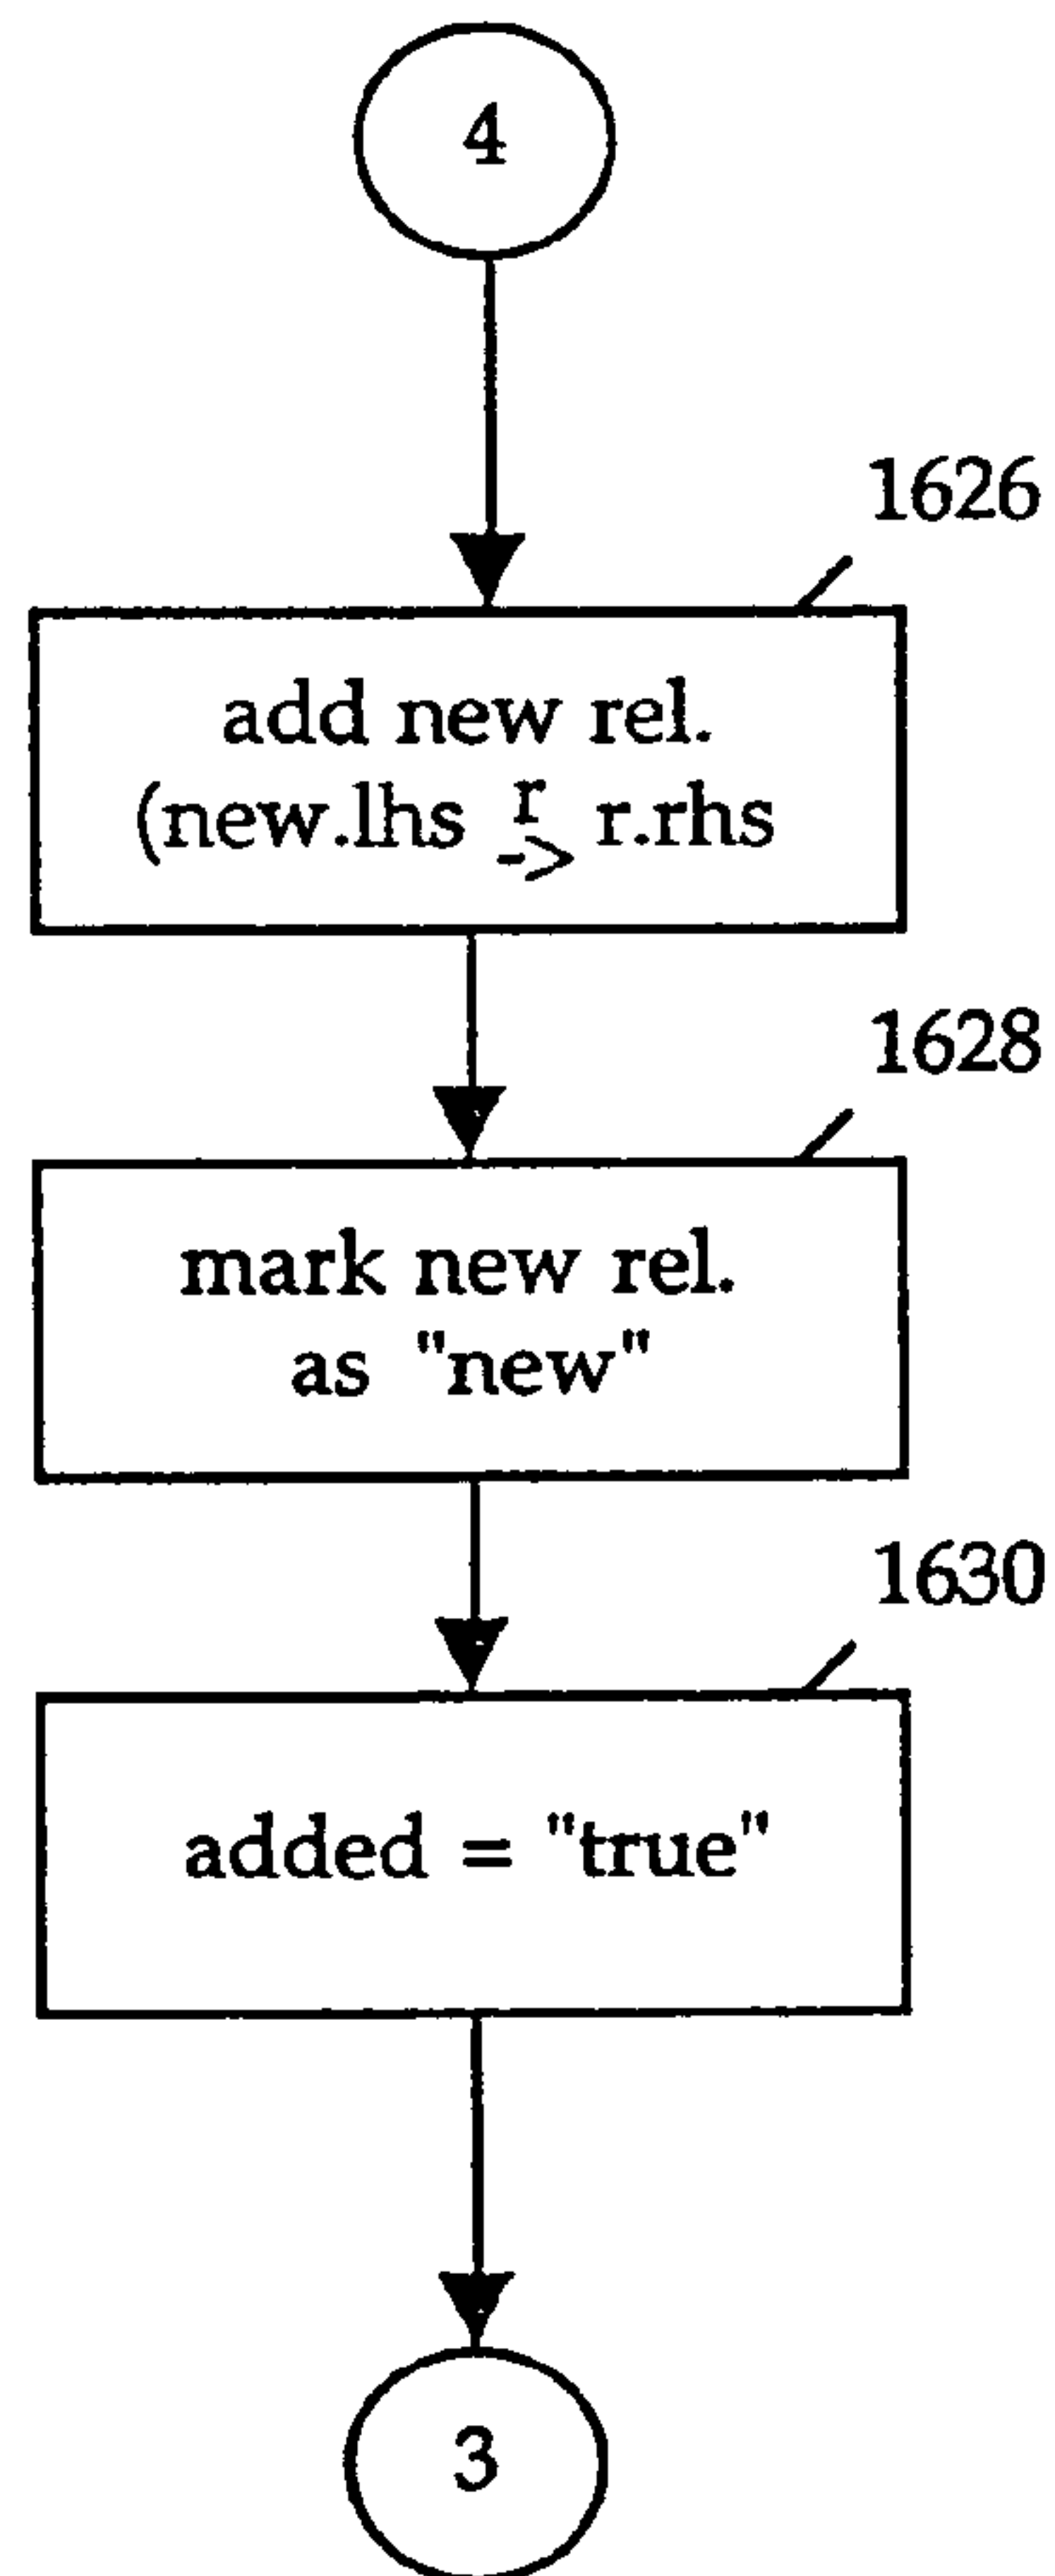 4
1626
add new rel.
(new.lhs r
-> r.rhs
1628
mark new rel.
as "new"
1630
added = "true"
3